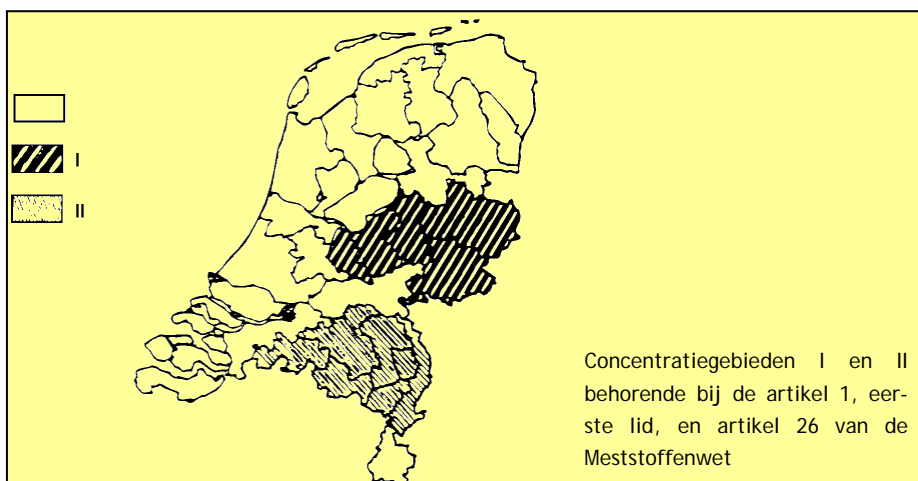 I
II
Concentratiegebieden I en II
behorende bij de artikel 1, eer-
ste lid, en artikel 26 van de
Meststoffenwet